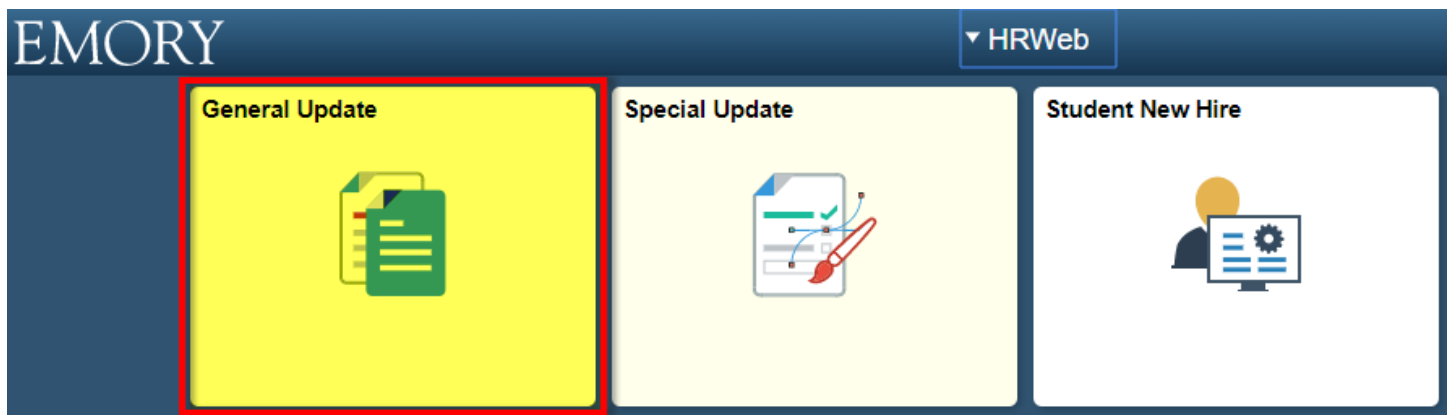 EMORY
HRWeb
General Update
Special Update
Student New Hire